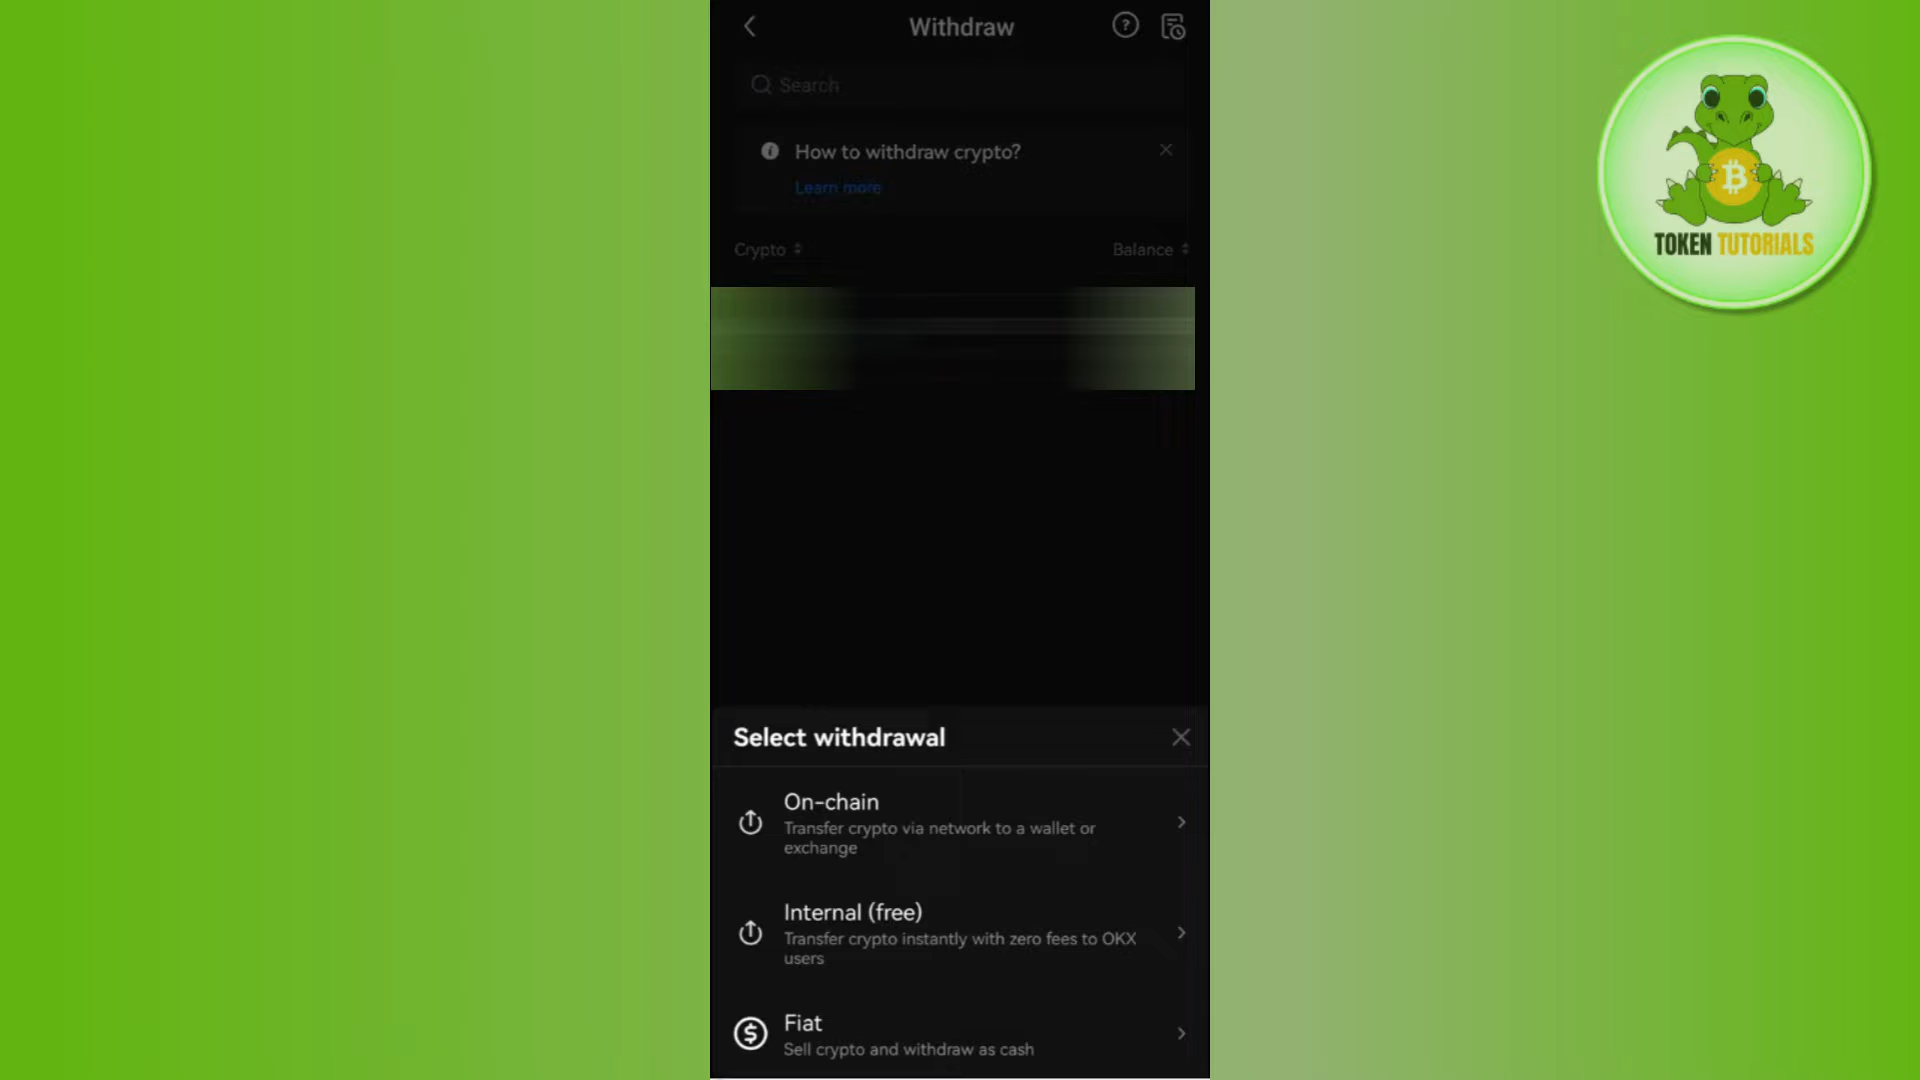 Withdraw
Search
How to withdraw crypto?
Learn more
Crypto
Balance
TOKEN TUTORIALS
Select withdrawal
On-chain
Transfer crypto via network to a wallet or
exchange
Internal (free)
Transfer crypto instantly with zero fees to OKX
users
Fiat
Sell crypto and withdraw as cash